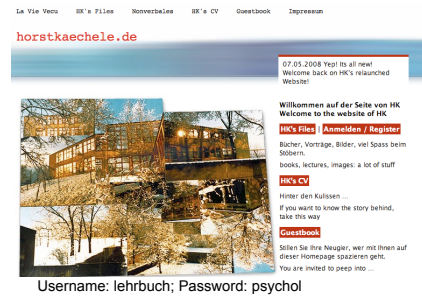 La Vie Vecu HK's Files Nonverbales HK's CV Guestbook Impressum
horstkaechele.de
07.05.2008 Yep! Its all new!
Welcome back on HK's relaunched
Website!
Willkommen auf der Seite von HK
Welcome to the website of HK
HK's Files | Anmelden / Register
Bücher, Vorträge, Bilder, viel Spass beim
Stöbern.
books, lectures, images: a lot of stuff
HK's CV
Hinter den Kulissen ...
If you want to know the story behind,
take this way
Guestbook
Stillen Sie Ihre Neugier, wer mit Ihnen auf
dieser Homepage spazieren geht.
You are invited to peep into ...
Username: lehrbuch; Password: psychol